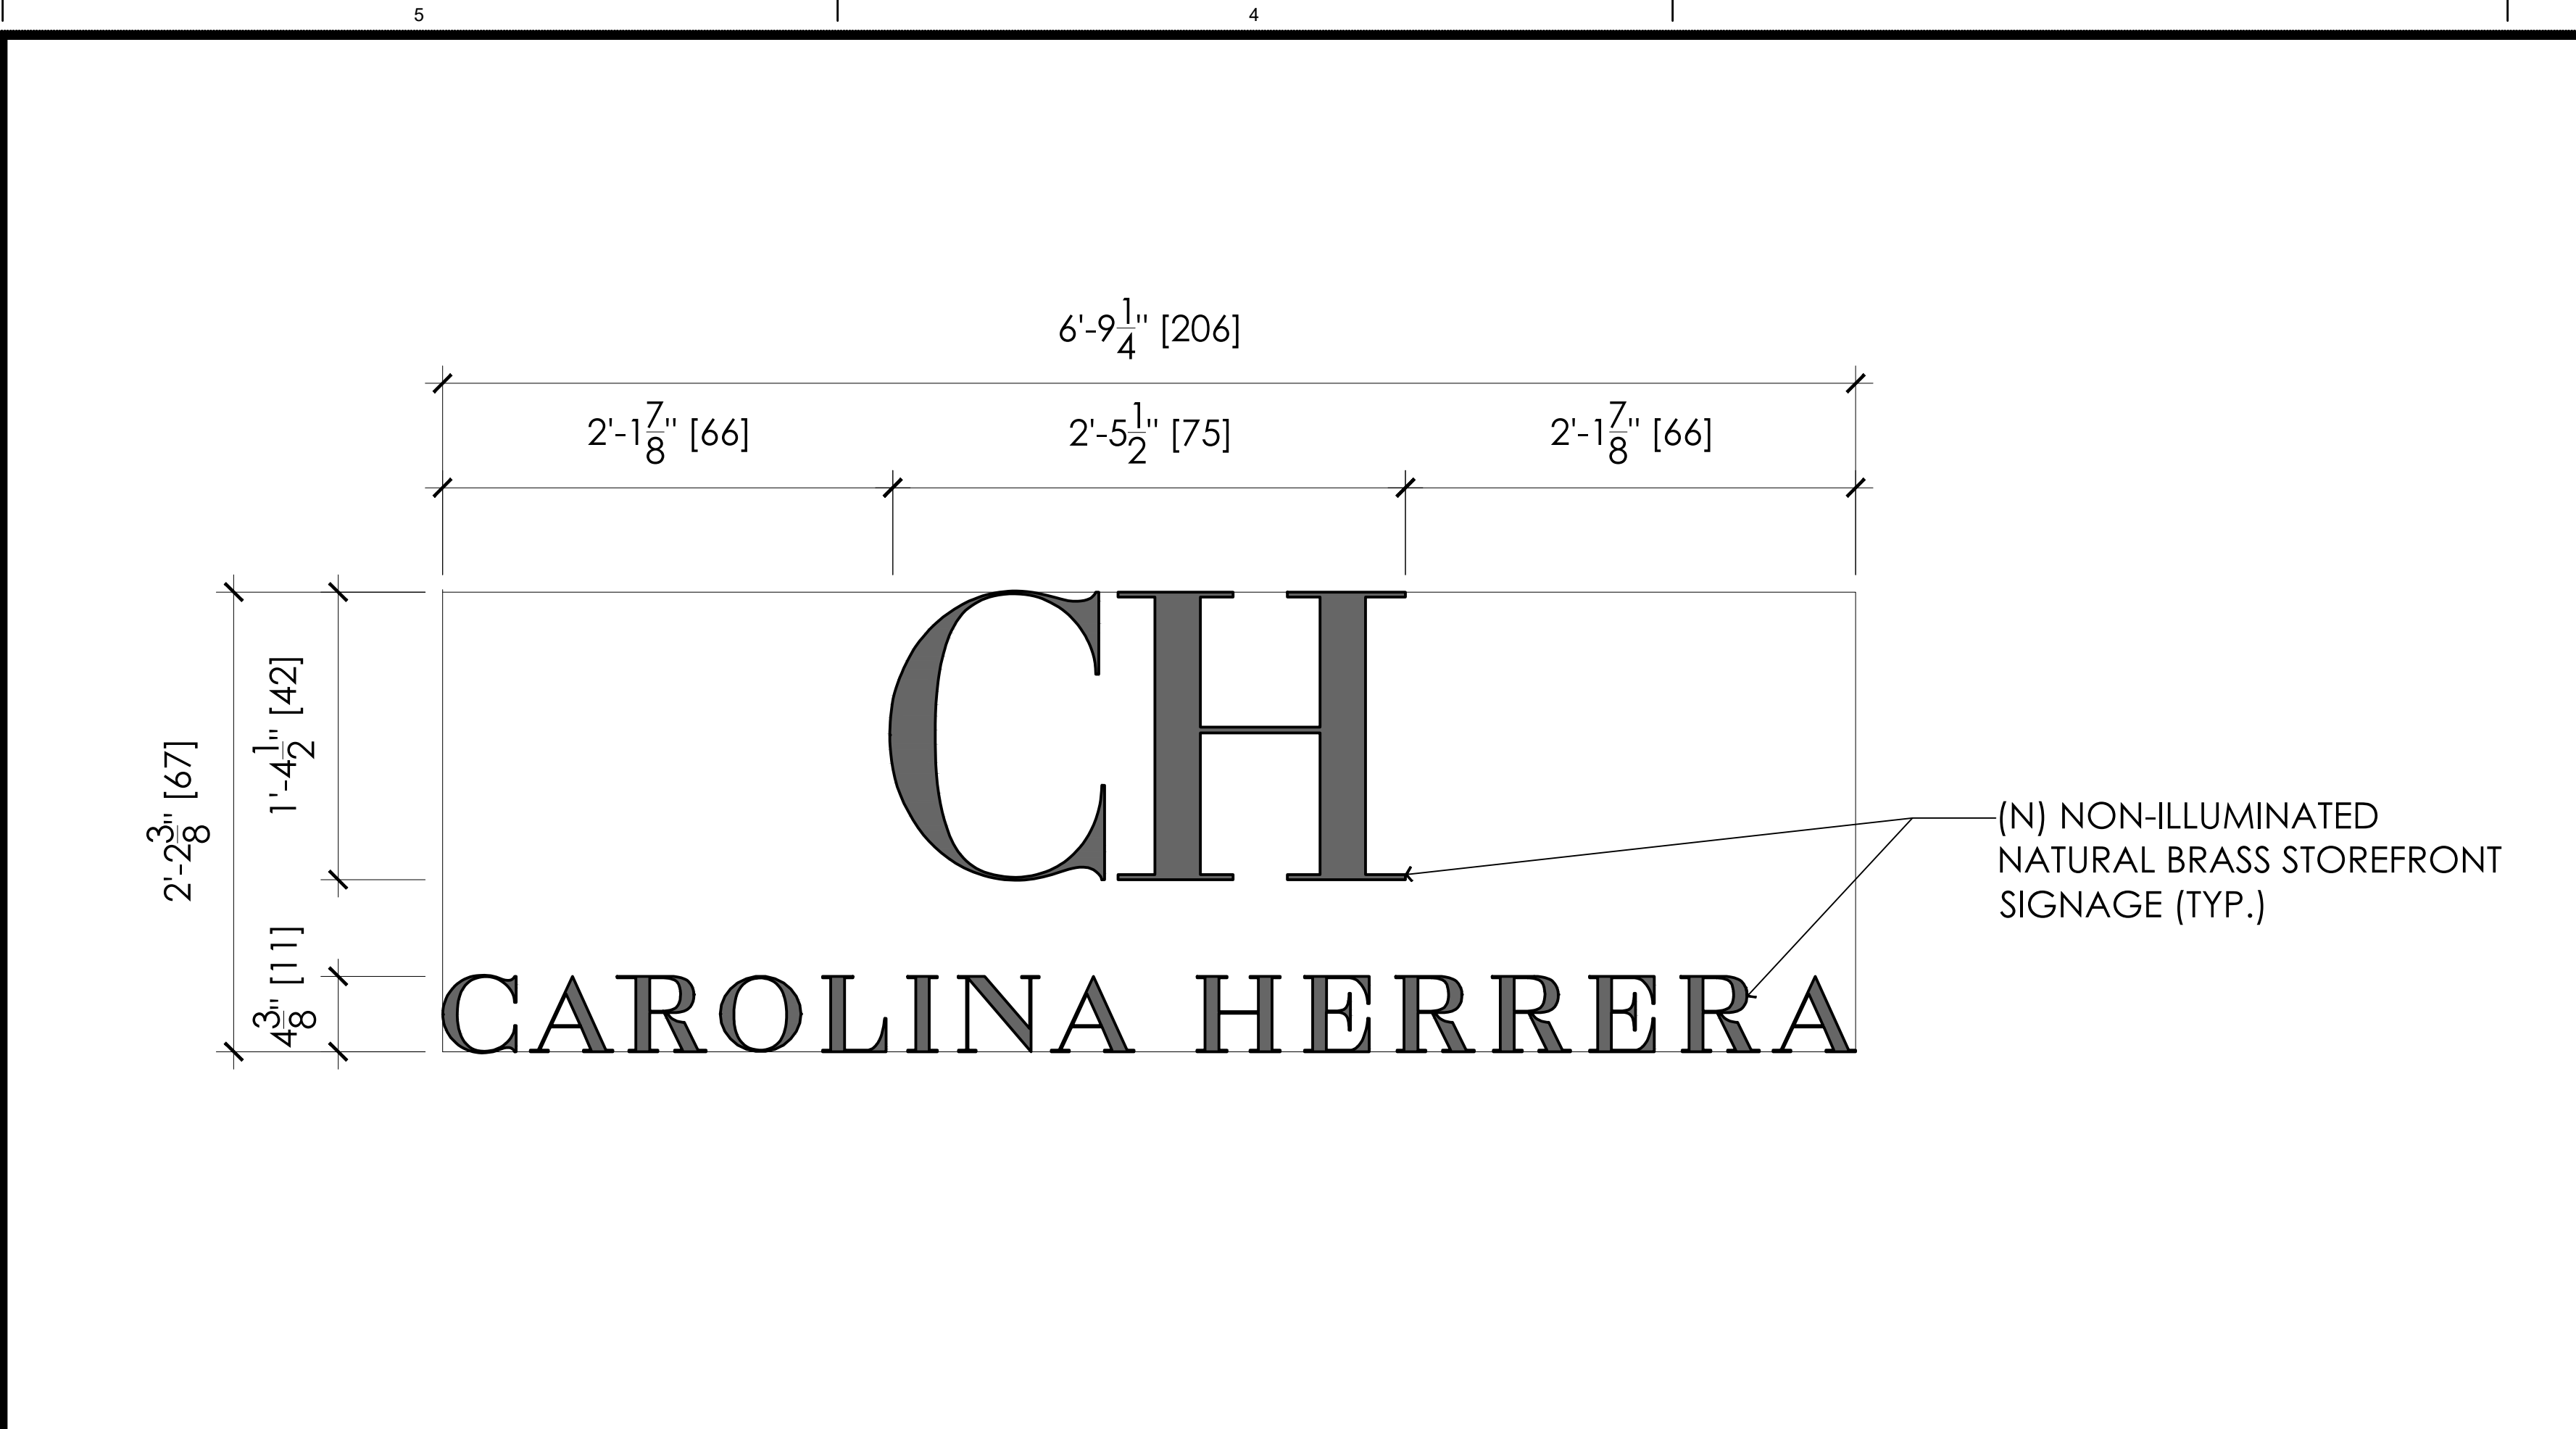 5 4
6'-9 1/4" [206]
2'-1 7/8" [66] 2'-5 1/2" [75] 2'-1 7/8" [66]
2'-2 3/8" [67]
1'-4 1/2" [42]
4 3/8" [11]
CH
(N) NON-ILLUMINATED
NATURAL BRASS STOREFRONT
SIGNAGE (TYP.)
CAROLINA HERRERA